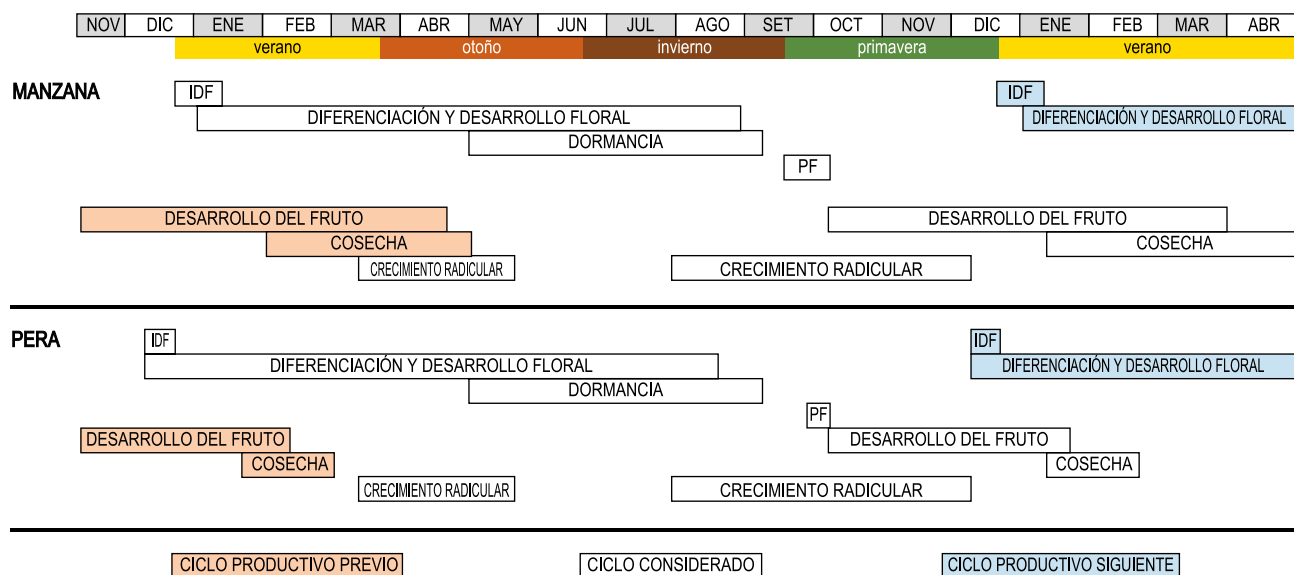 NOV DIC ENE FEB MAR ABR MAY JUN JUL AGO SET OCT NOV DIC ENE FEB MAR ABR
verano otoño invierno primavera verano
MANZANA IDF IDF
DIFERENCIACIÓN Y DESARROLLO FLORAL DIFERENCIACIÓN Y DESARROLLO FLORAL
DORMANCIA
PF
DESARROLLO DEL FRUTO DESARROLLO DEL FRUTO
COSECHA COSECHA
CRECIMIENTO RADICULAR CRECIMIENTO RADICULAR
PERA IDF IDF
DIFERENCIACIÓN Y DESARROLLO FLORAL DIFERENCIACIÓN Y DESARROLLO FLORAL
DORMANCIA
PF
DESARROLLO DEL FRUTO DESARROLLO DEL FRUTO
COSECHA COSECHA
CRECIMIENTO RADICULAR CRECIMIENTO RADICULAR
CICLO PRODUCTIVO PREVIO CICLO CONSIDERADO CICLO PRODUCTIVO SIGUIENTE